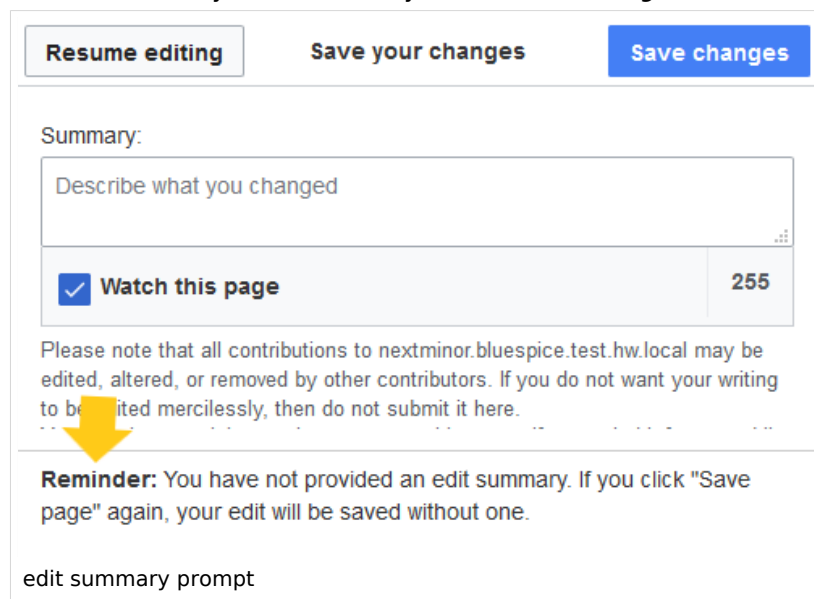 Resume editing Save your changes Save changes
Summary:
Describe what you changed
Watch this page 255
Please note that all contributions to nextminor.bluespice.test.hw.local may be
edited, altered, or removed by other contributors. If you do not want your writing
to be edited mercilessly, then do not submit it here.
Reminder: You have not provided an edit summary. If you click "Save
page" again, your edit will be saved without one.
edit summary prompt